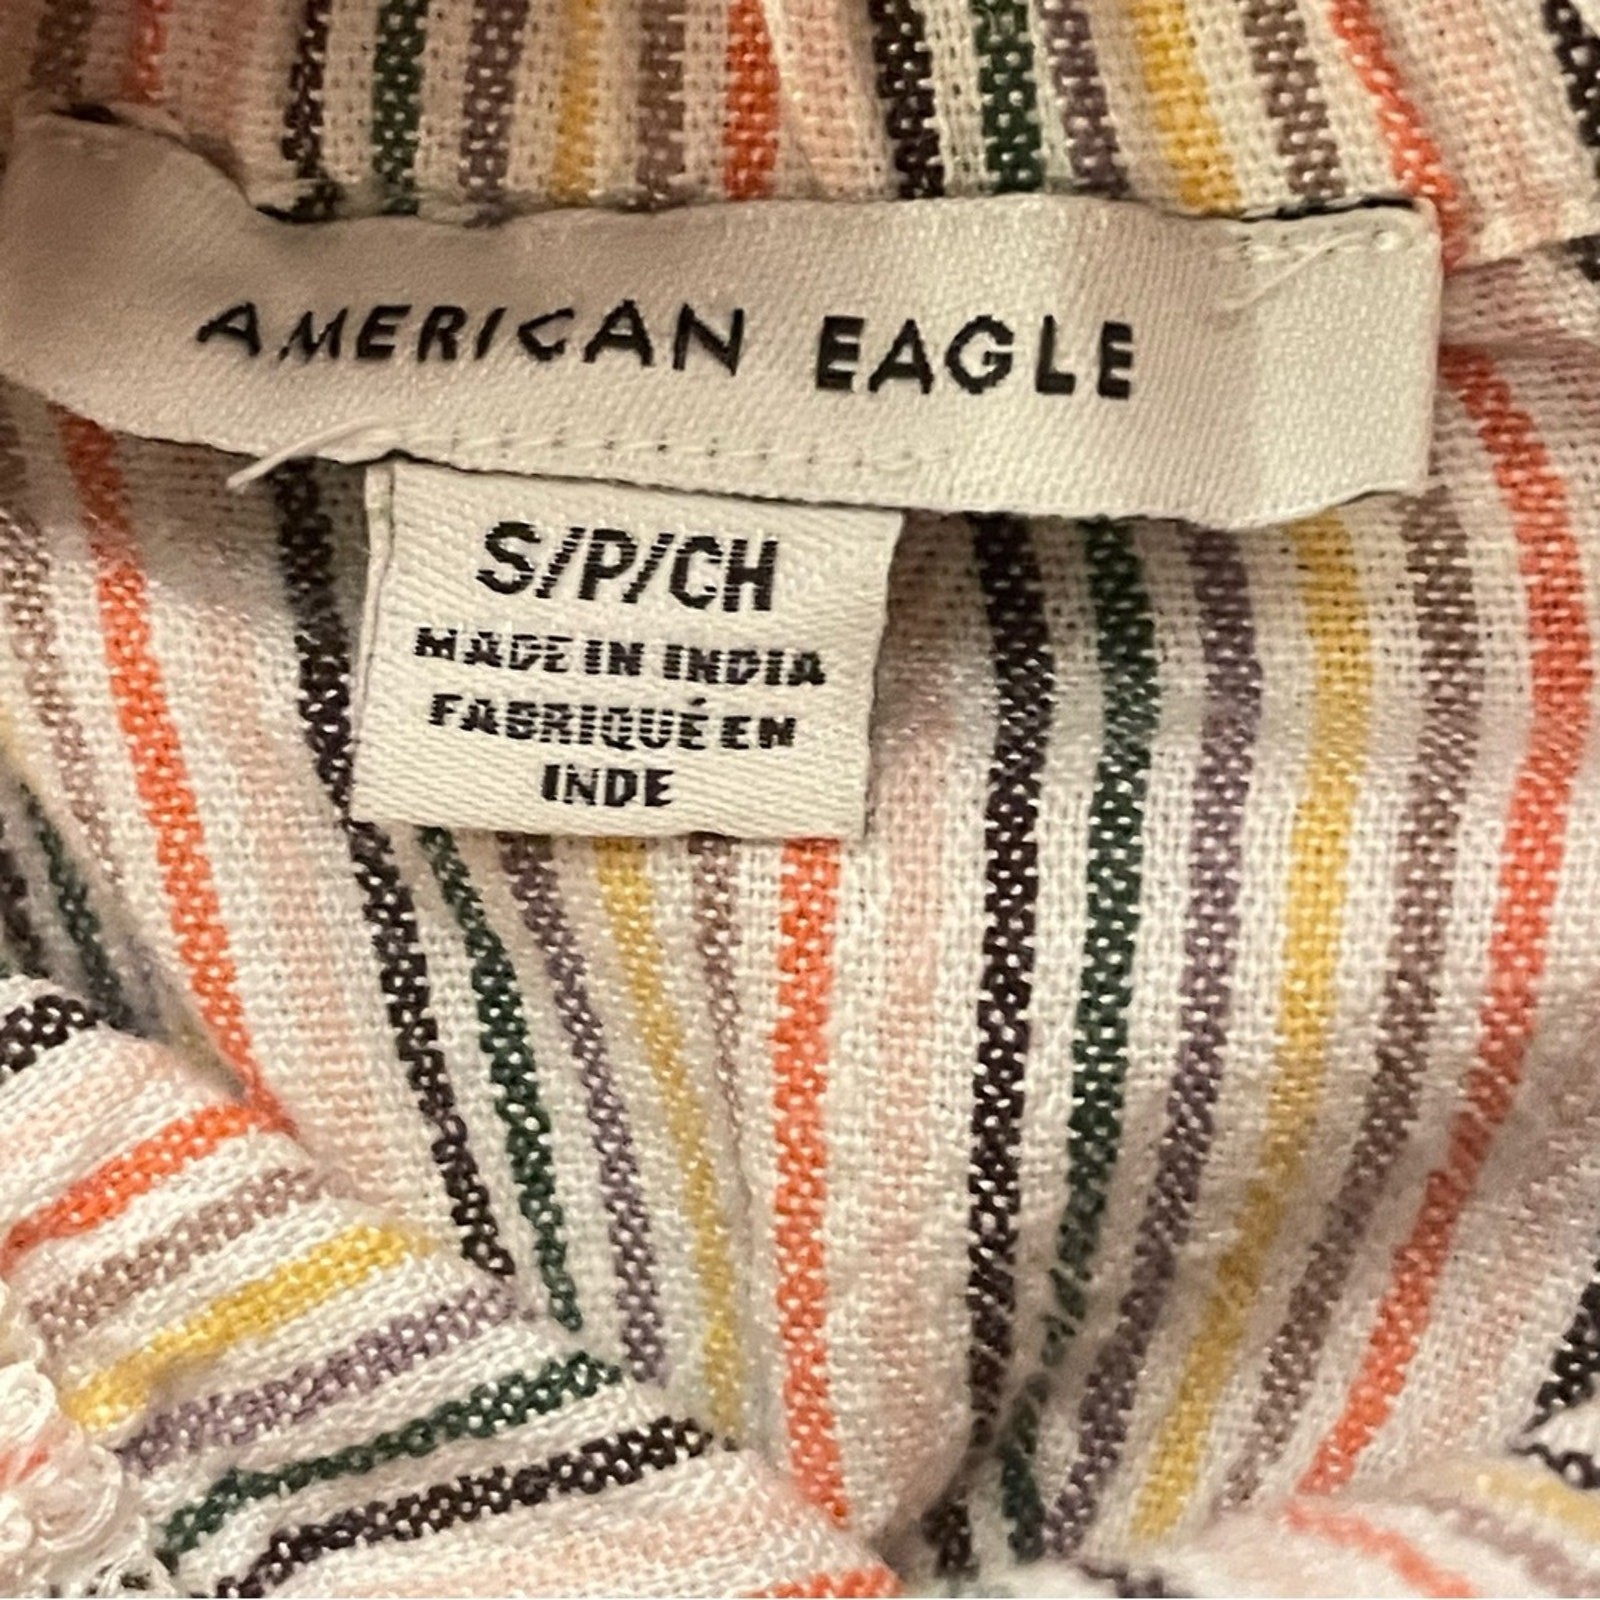 AMERICAN EAGLE
S/P/CH
MADE IN INDIA
FABRIQUÉ EN
INDE